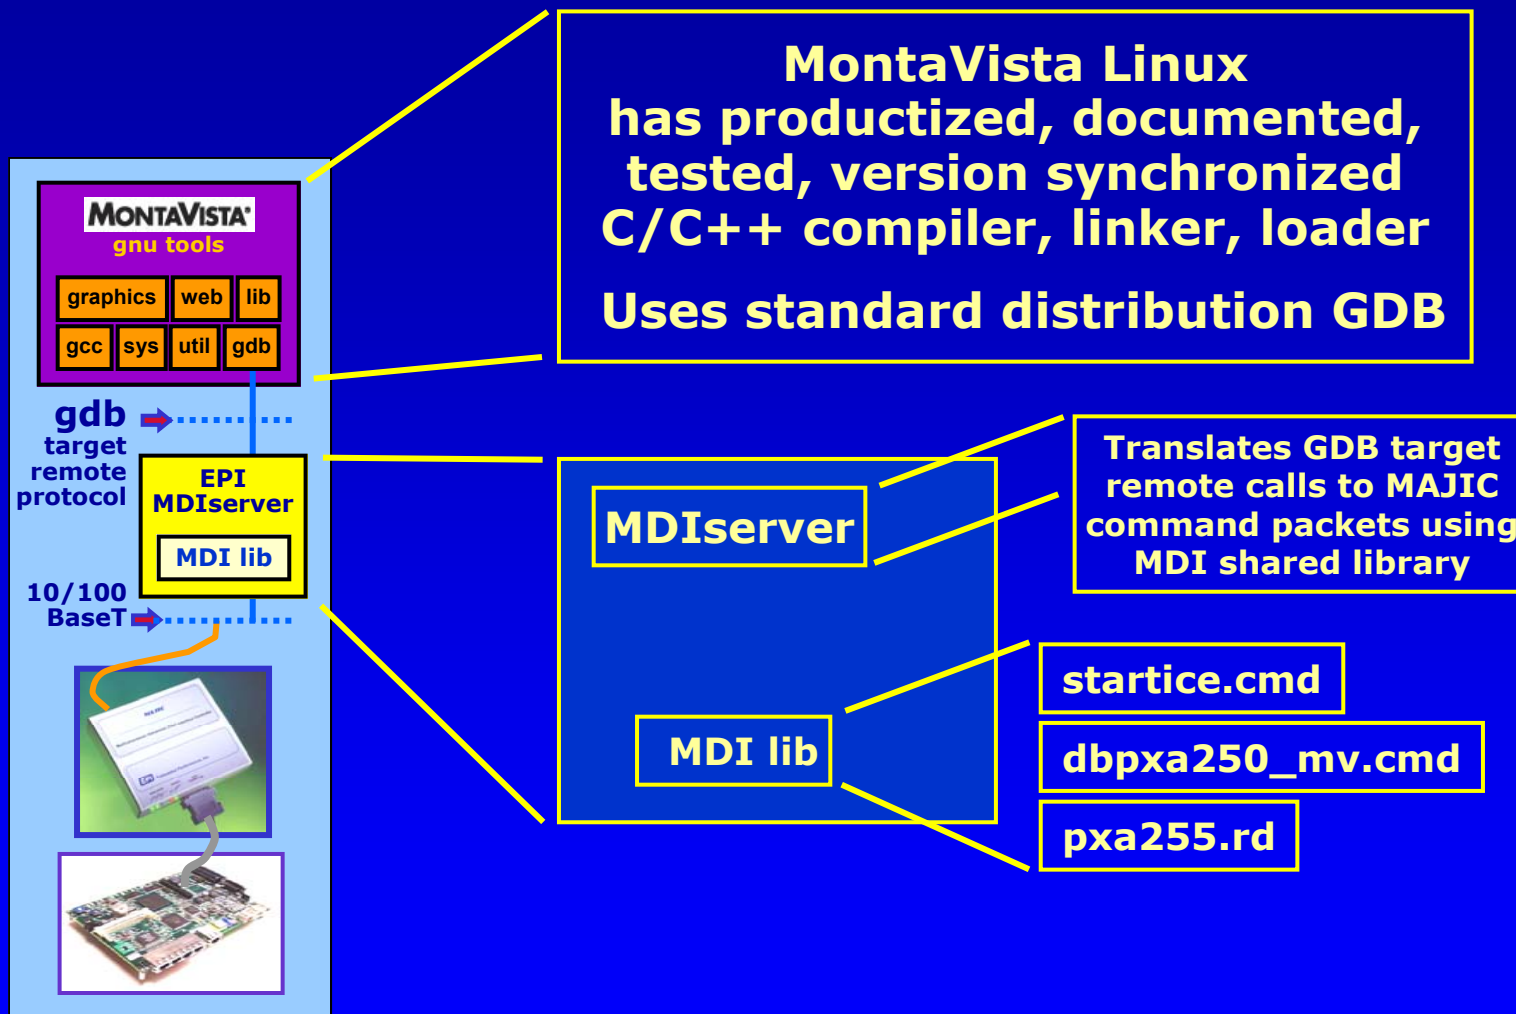 MontaVista Linux
has productized, documented,
tested, version synchronized
C/C++ compiler, linker, loader
Uses standard distribution GDB
MONTAVISTA
gnu tools
graphics
web
lib
gcc
sys
util
gdb
gdb
target
remote
protocol
EPI
MDIserver
MDI lib
10/100
BaseT
MDIserver
MDI lib
Translates GDB target
remote calls to MAJIC
command packets using
MDI shared library
startice.cmd
dbpxa250_mv.cmd
pxa255.rd
MAJIC
EPI